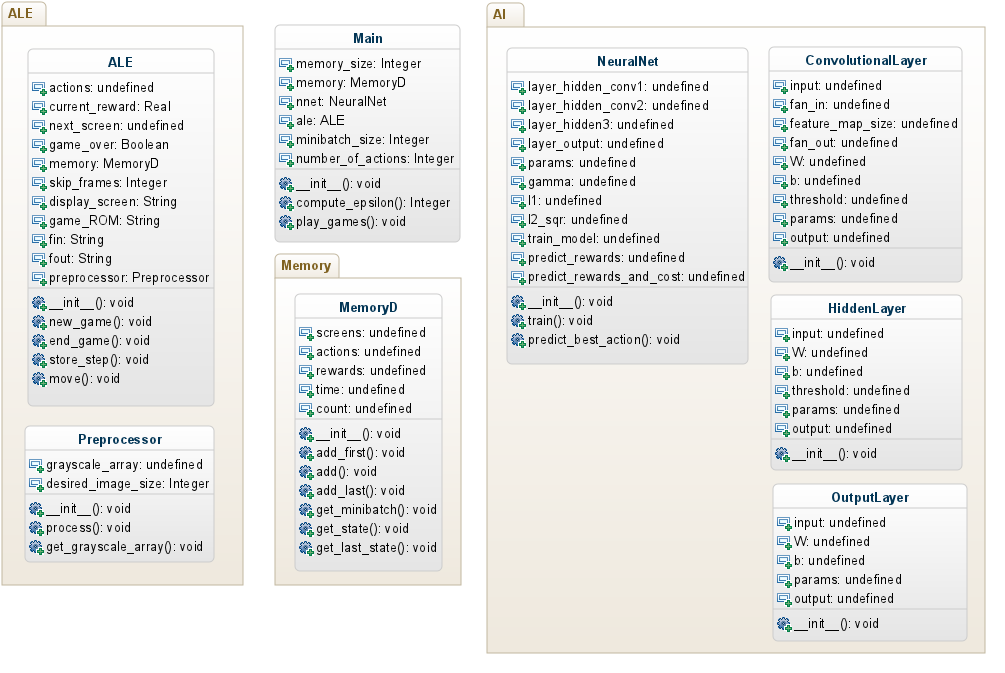 ALE
ALE
actions: undefined
current_reward: Real
next_screen: undefined
game_over: Boolean
memory: MemoryD
skip_frames: Integer
display_screen: String
game_ROM: String
fin: String
fout: String
preprocessor: Preprocessor
__init__(): void
new_game(): void
end_game(): void
store_step(): void
move(): void
Preprocessor
grayscale_array: undefined
desired_image_size: Integer
__init__(): void
process(): void
get_grayscale_array(): void
Main
memory_size: Integer
memory: MemoryD
nnet: NeuralNet
ale: ALE
minibatch_size: Integer
number_of_actions: Integer
__init__(): void
compute_epsilon(): Integer
play_games(): void
Memory
MemoryD
screens: undefined
actions: undefined
rewards: undefined
time: undefined
count: undefined
__init__(): void
add_first(): void
add(): void
add_last(): void
get_minibatch(): void
get_state(): void
get_last_state(): void
AI
NeuralNet
layer_hidden_conv1: undefined
layer_hidden_conv2: undefined
layer_hidden3: undefined
layer_output: undefined
params: undefined
gamma: undefined
l1: undefined
l2_sqr: undefined
train_model: undefined
predict_rewards: undefined
predict_rewards_and_cost: undefined
__init__(): void
train(): void
predict_best_action(): void
ConvolutionalLayer
input: undefined
fan_in: undefined
feature_map_size: undefined
fan_out: undefined
W: undefined
b: undefined
threshold: undefined
params: undefined
output: undefined
__init__(): void
HiddenLayer
input: undefined
W: undefined
b: undefined
threshold: undefined
params: undefined
output: undefined
__init__(): void
OutputLayer
input: undefined
W: undefined
b: undefined
params: undefined
output: undefined
__init__(): void